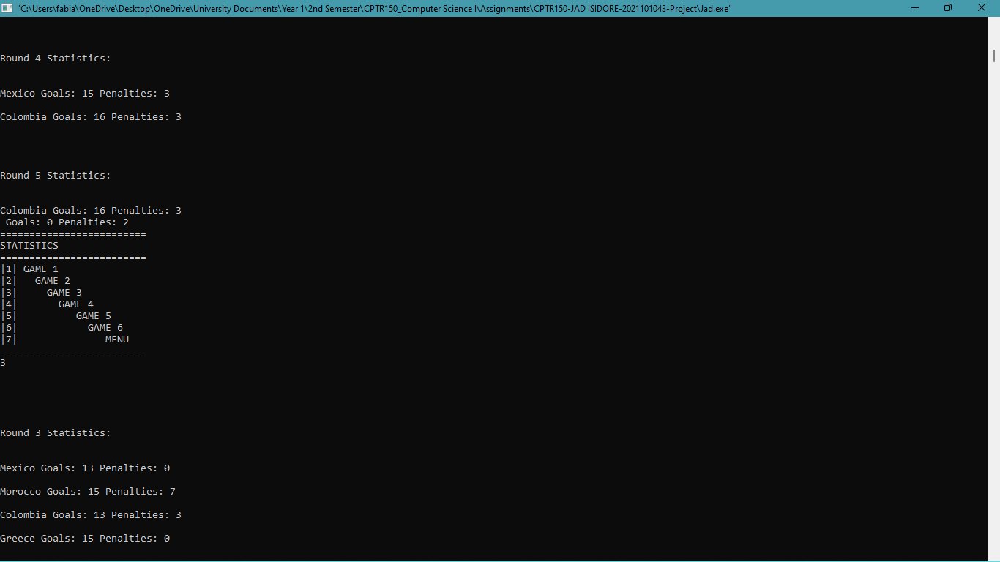 "C:\Users\fabia\OneDrive\Desktop\OneDrive\University Documents\Year 1\2nd Semester\CPTR150_Computer Science I\Assignments\CPTR150-JAD ISIDORE-2021101043-Project\Jad.exe"
Round 4 Statistics:
Mexico Goals: 15 Penalties: 3
Colombia Goals: 16 Penalties: 3
Round 5 Statistics:
Colombia Goals: 16 Penalties: 3
 Goals: 0 Penalties: 2
=========================
STATISTICS
=========================
|1| GAME 1
|2|   GAME 2
|3|     GAME 3
|4|       GAME 4
|5|          GAME 5
|6|            GAME 6
|7|               MENU
_________________________
3
Round 3 Statistics:
Mexico Goals: 13 Penalties: 0
Morocco Goals: 15 Penalties: 7
Colombia Goals: 13 Penalties: 3
Greece Goals: 15 Penalties: 0